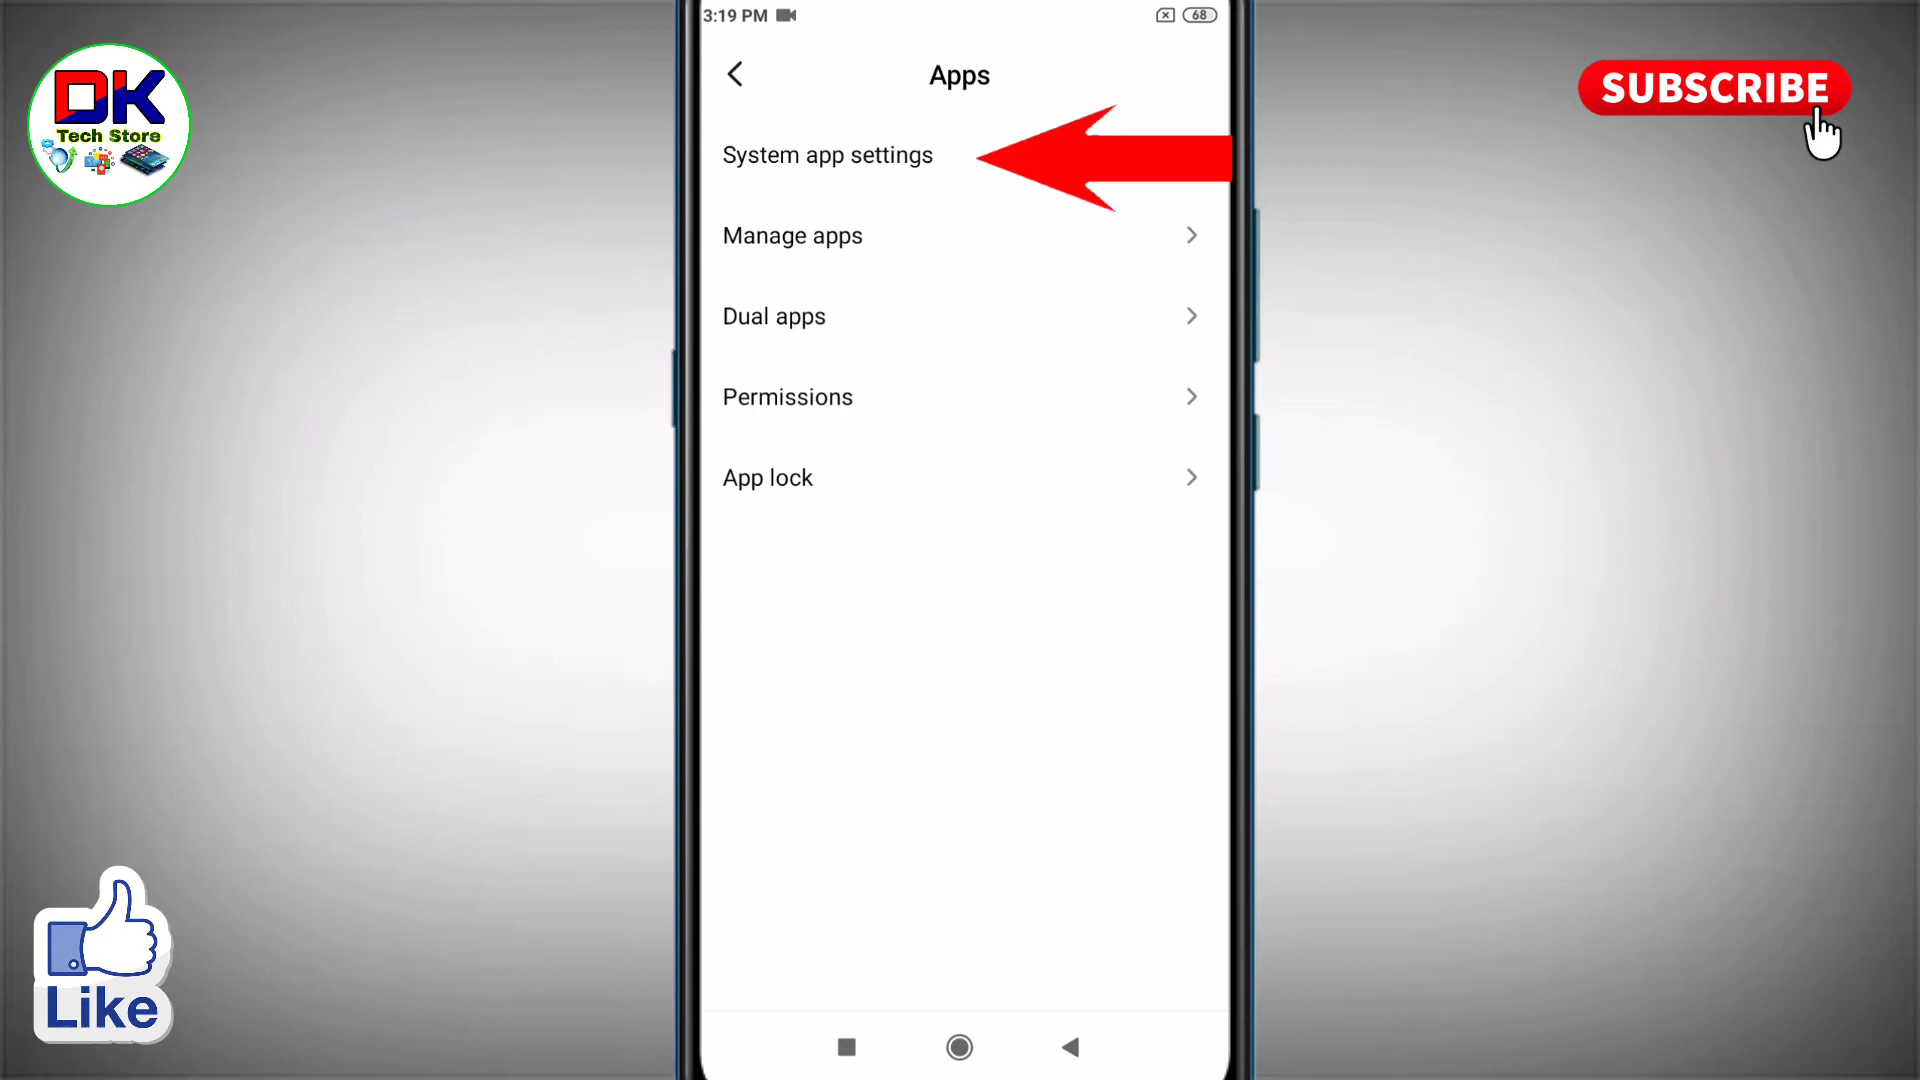 3:19 PM
68
DK
Tech Store
Apps
SUBSCRIBE
System app settings
Manage apps
Dual apps
Permissions
App lock
Like